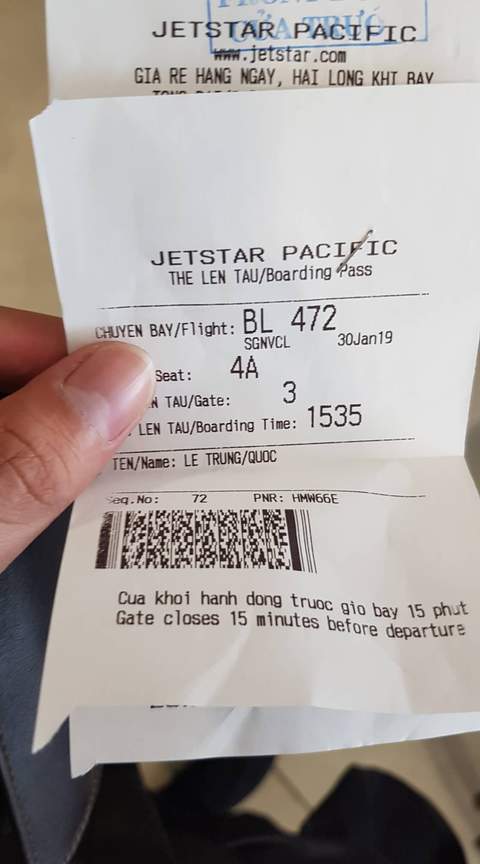 CỬA TRƯỚ
JETSTAR PACIFIC
www.jetstar.com
GIA RE HANG NGAY, HAI LONG KHI BAY
JETSTAR PACIFIC
THE LEN TAU/Boarding Pass
CHUYEN BAY/Flight: BL 472
SGNVCL 30Jan19
Seat: 4A
N TAU/Gate: 3
LEN TAU/Boarding Time: 1535
TEN/Name: LE TRUNG/QUOC
Seq.No: 72 PNR: HMW66E
Cua khoi hanh dong truoc gio bay 15 phut
Gate closes 15 minutes before departure